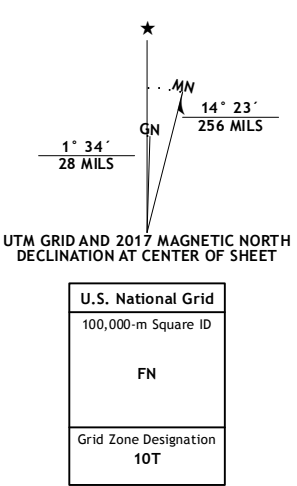 ★
MN
14° 23´
256 MILS
GN
1° 34´
28 MILS
UTM GRID AND 2017 MAGNETIC NORTH
DECLINATION AT CENTER OF SHEET
U.S. National Grid
100,000-m Square ID
FN
Grid Zone Designation
10T